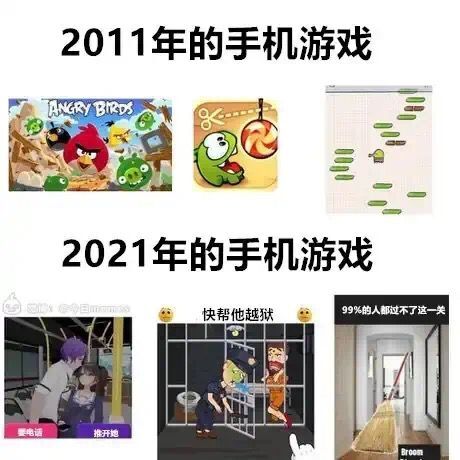 2011年的手机游戏
ANGRY BIRDS
2021年的手机游戏
快帮他越狱
99%的人都过不了这一关
要电话
推开她
Broom